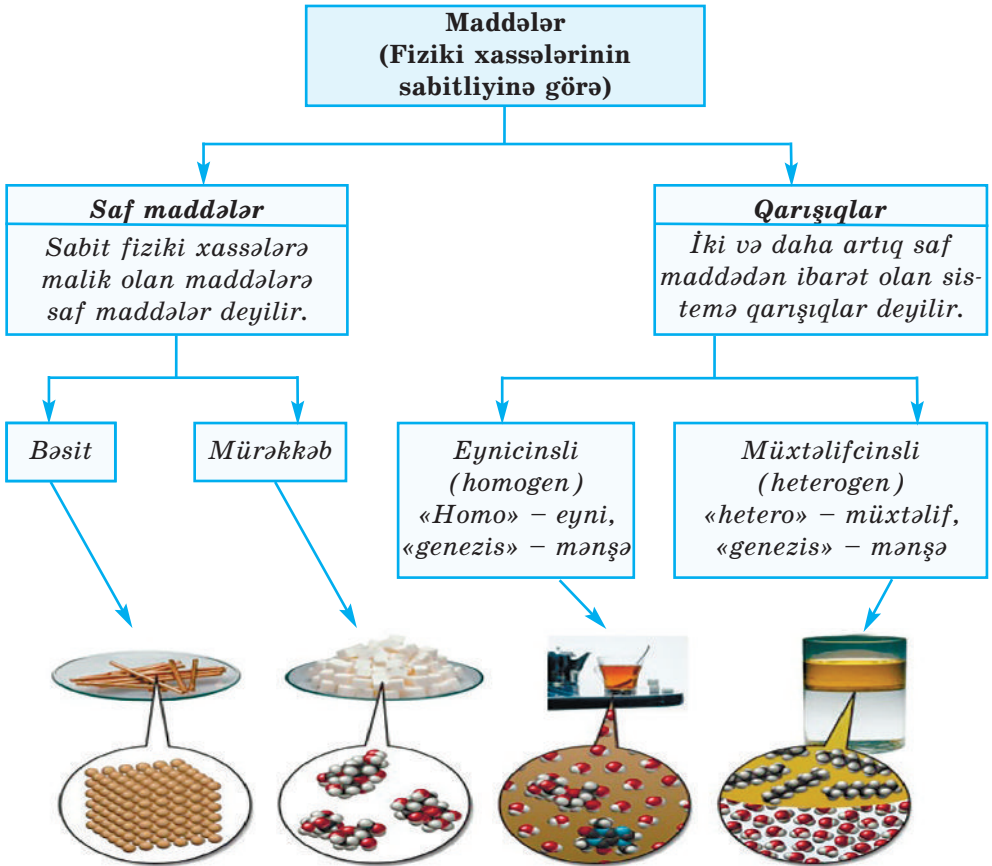 Maddələr
(Fiziki xassələrinin
sabitliyinə görə)
Saf maddələr
Sabit fiziki xassələrə
malik olan maddələrə
saf maddələr deyilir.
Qarışıqlar
İki və daha artıq saf
maddədən ibarət olan sis-
temə qarışıqlar deyilir.
Bəsit
Mürəkkəb
Eynicinsli
(homogen)
«Homo» – eyni,
«genezis» – mənşə
Müxtəlifcinsli
(heterogen)
«hetero» – müxtəlif,
«genezis» – mənşə